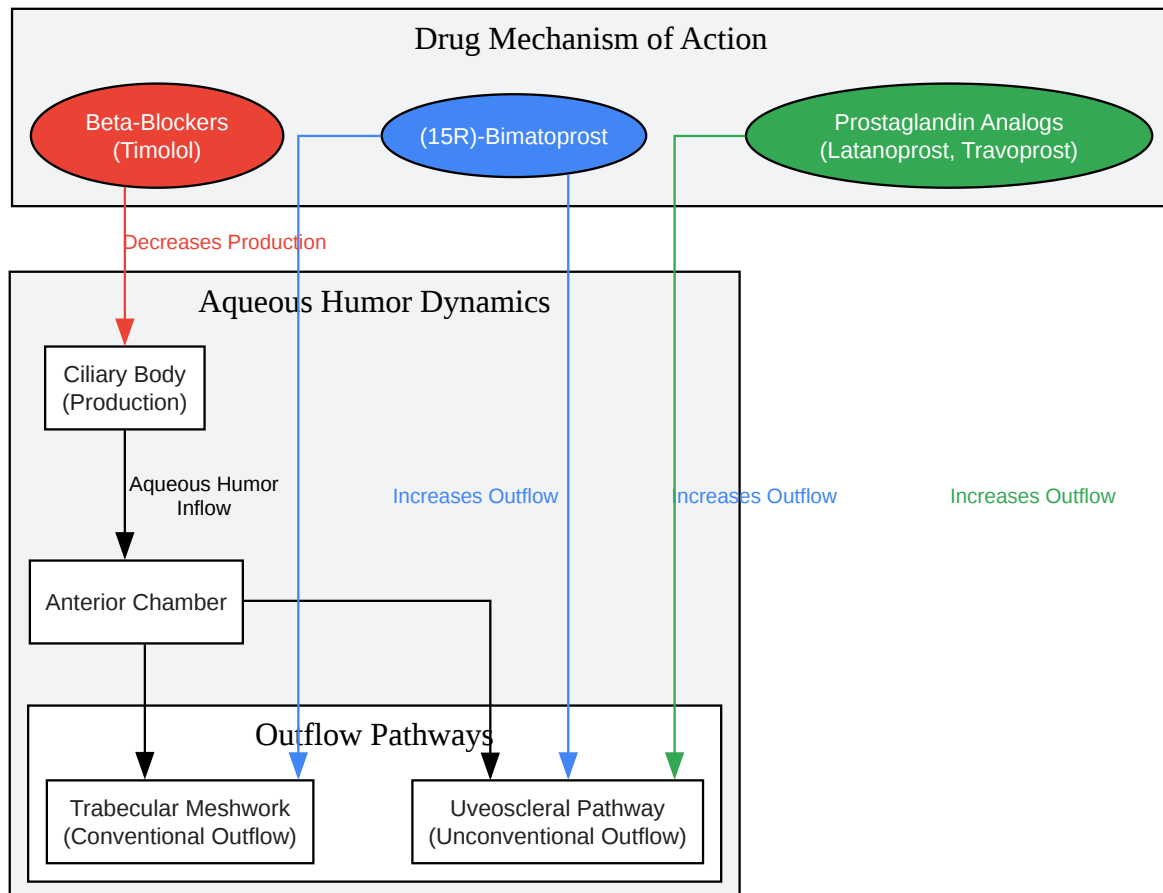 Drug Mechanism of Action
Beta-Blockers
(Timolol)
(15R)-Bimatoprost
Prostaglandin Analogs
(Latanoprost, Travoprost)
Decreases Production
Aqueous Humor Dynamics
Ciliary Body
(Production)
Aqueous Humor
Inflow
Increases Outflow
Increases Outflow
Increases Outflow
Anterior Chamber
Outflow Pathways
Trabecular Meshwork
(Conventional Outflow)
Uveoscleral Pathway
(Unconventional Outflow)